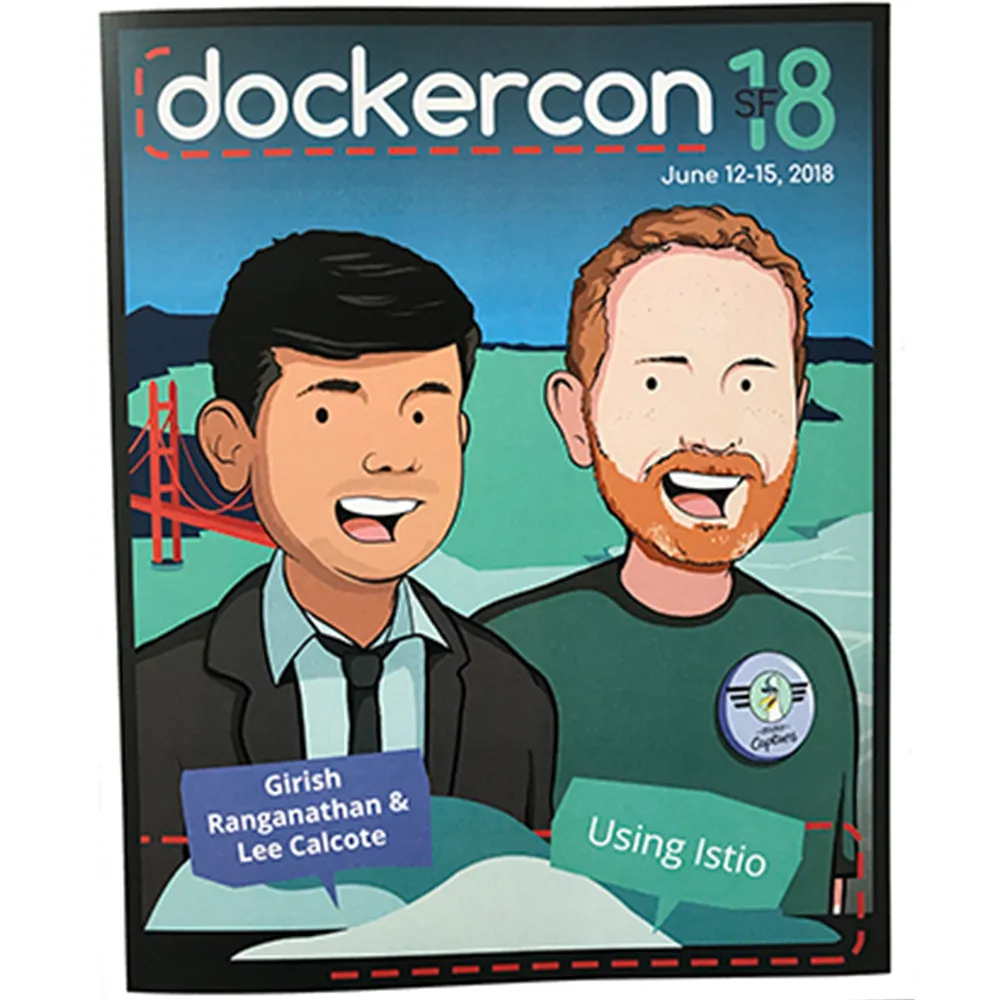 dockercon
SF
18
June 12-15, 2018
Captains
Girish
Ranganathan &
Lee Calcote
Using Istio